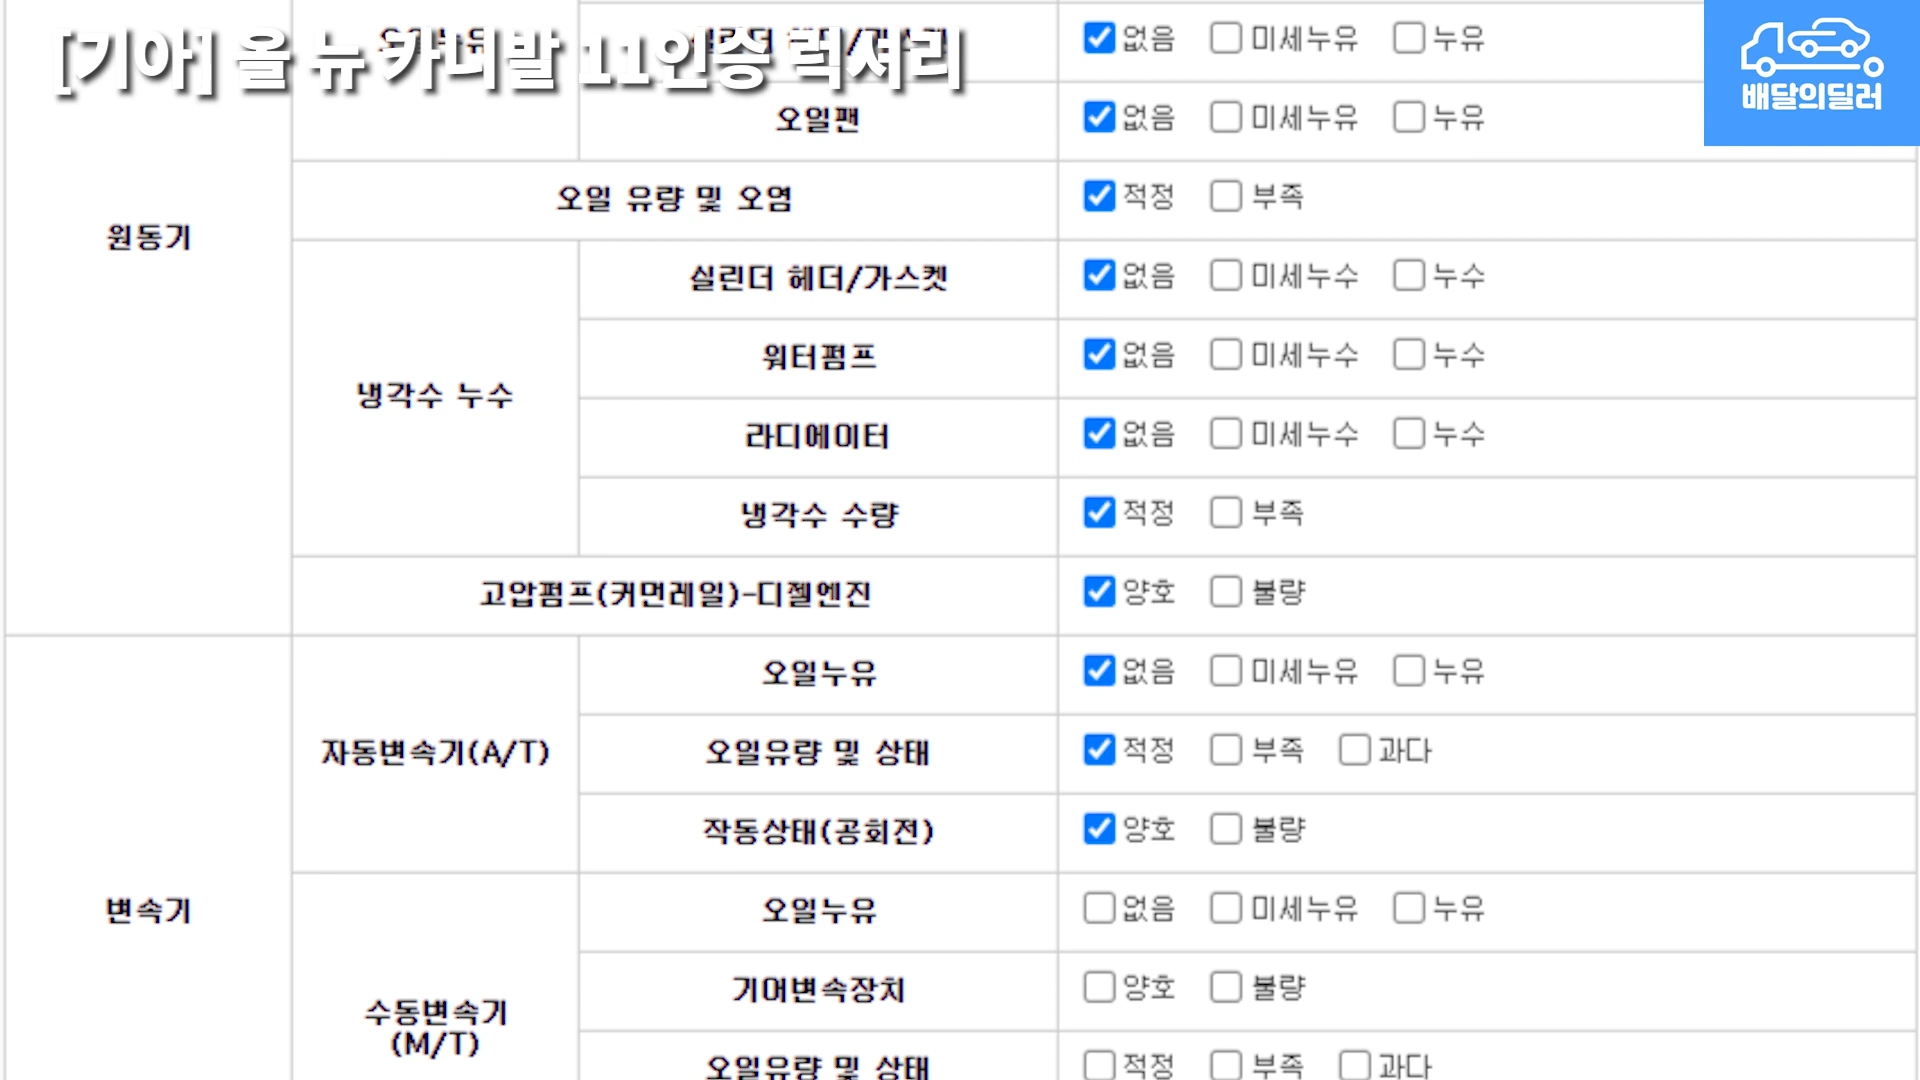 [기아] 올 뉴 카니발 11인승 럭셔리
배달의딜러
없음 미세누유 누유
오일팬 없음 미세누유 누유
오일 유량 및 오염 적정 부족
원동기
실린더 헤더/가스켓 없음 미세누수 누수
워터펌프 없음 미세누수 누수
냉각수 누수
라디에이터 없음 미세누수 누수
냉각수 수량 적정 부족
고압펌프(커먼레일)-디젤엔진 양호 불량
오일누유 없음 미세누유 누유
자동변속기(A/T) 오일유량 및 상태 적정 부족 과다
작동상태(공회전) 양호 불량
변속기
오일누유 없음 미세누유 누유
기어변속장치 양호 불량
수동변속기
(M/T)
오일유량 및 상태 적정 부족 과다